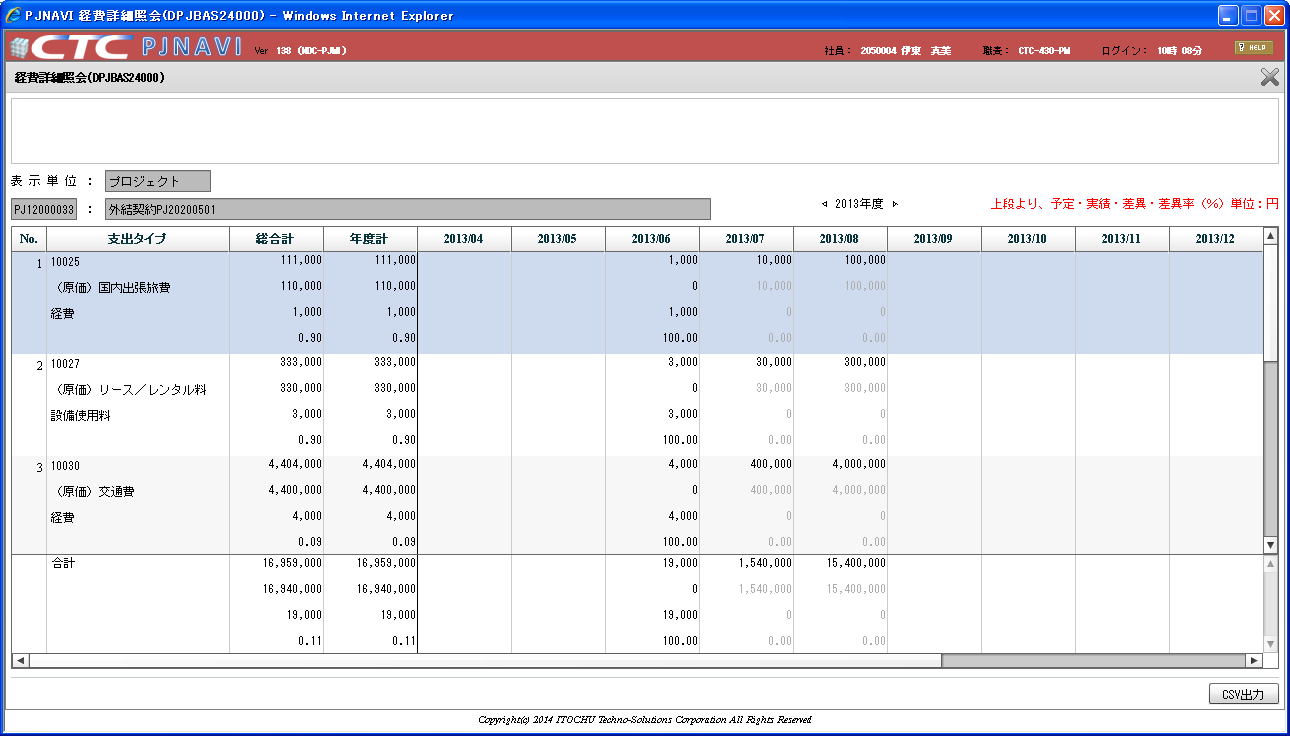 PJNAVI 経費詳細照会(DPJBAS24000) - Windows Internet Explorer
CTC PJNAVI Ver 138 (NDC-PJMI) 社員： 2050004 伊東 真美 職責： CTC-430-PM ログイン： 10時 08分 ? HELP
経費詳細照会(DPJBAS24000)
表示単位 ： プロジェクト
PJ12000033 ： 外結契約PJ20200501 2013年度 上段より、予定・実績・差異・差異率（%）単位：円
No. 支出タイプ 総合計 年度計 2013/04 2013/05 2013/06 2013/07 2013/08 2013/09 2013/10 2013/11 2013/12
1 10025 111,000 111,000 1,000 10,000 100,000
（原価）国内出張旅費 110,000 110,000 0 10,000 100,000
経費 1,000 1,000 1,000 0 0
0.90 0.90 100.00 0.00 0.00
2 10027 333,000 333,000 3,000 30,000 300,000
（原価）リース／レンタル料 330,000 330,000 0 30,000 300,000
設備使用料 3,000 3,000 3,000 0 0
0.90 0.90 100.00 0.00 0.00
3 10030 4,404,000 4,404,000 4,000 400,000 4,000,000
（原価）交通費 4,400,000 4,400,000 0 400,000 4,000,000
経費 4,000 4,000 4,000 0 0
0.09 0.09 100.00 0.00 0.00
合計 16,959,000 16,959,000 19,000 1,540,000 15,400,000
16,940,000 16,940,000 0 1,540,000 15,400,000
19,000 19,000 19,000 0 0
0.11 0.11 100.00 0.00 0.00
CSV出力
Copyright(c) 2014 ITOCHU Techno-Solutions Corporation All Rights Reserved